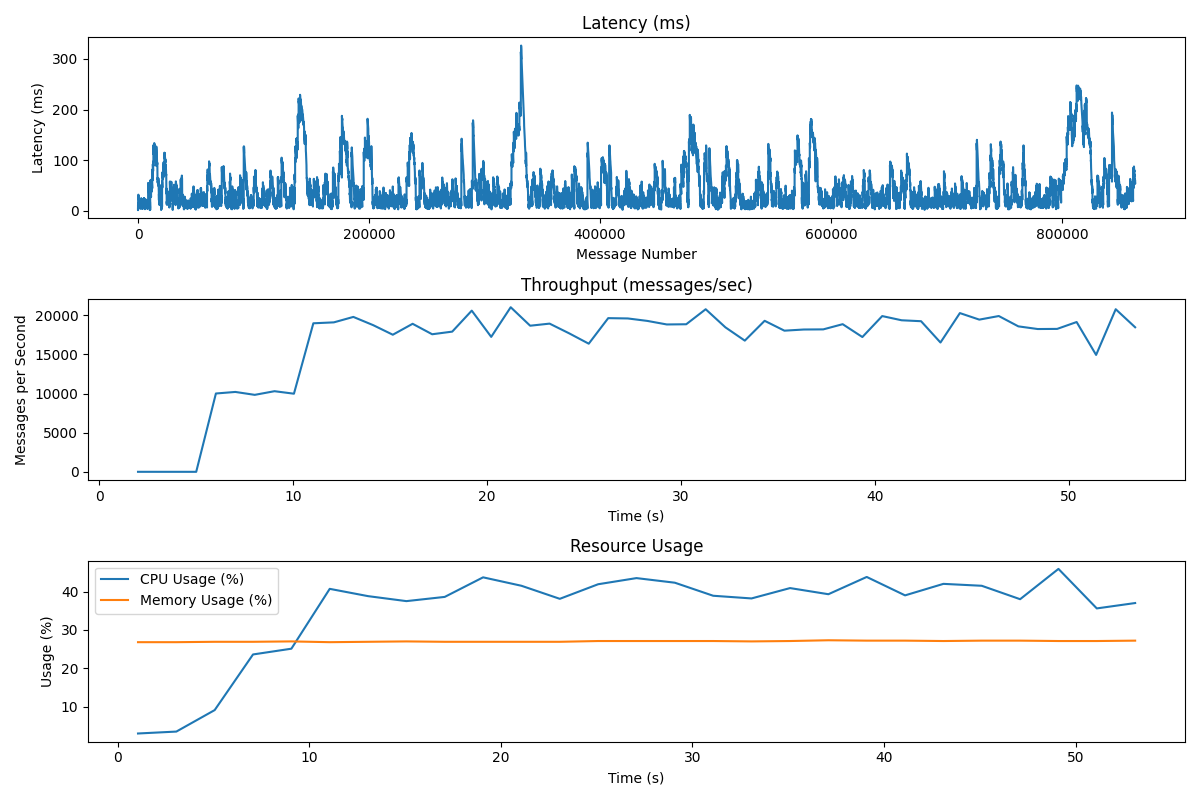 Latency (ms)
Latency (ms)
300
200
100
0
0 200000 400000 600000 800000
Message Number
Throughput (messages/sec)
Messages per Second
20000
15000
10000
5000
0
0 10 20 30 40 50
Time (s)
Resource Usage
CPU Usage (%)
Memory Usage (%)
Usage (%)
40
30
20
10
0 10 20 30 40 50
Time (s)